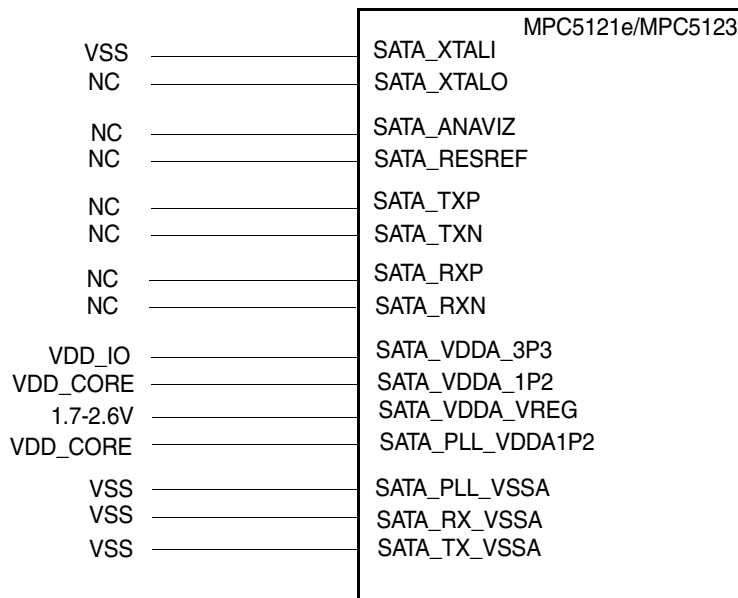 MPC5121e/MPC5123
VSS SATA_XTALI
NC SATA_XTALO
NC SATA_ANAVIZ
NC SATA_RESREF
NC SATA_TXP
NC SATA_TXN
NC SATA_RXP
NC SATA_RXN
VDD_IO SATA_VDDA_3P3
VDD_CORE SATA_VDDA_1P2
1.7-2.6V SATA_VDDA_VREG
VDD_CORE SATA_PLL_VDDA1P2
VSS SATA_PLL_VSSA
VSS SATA_RX_VSSA
VSS SATA_TX_VSSA